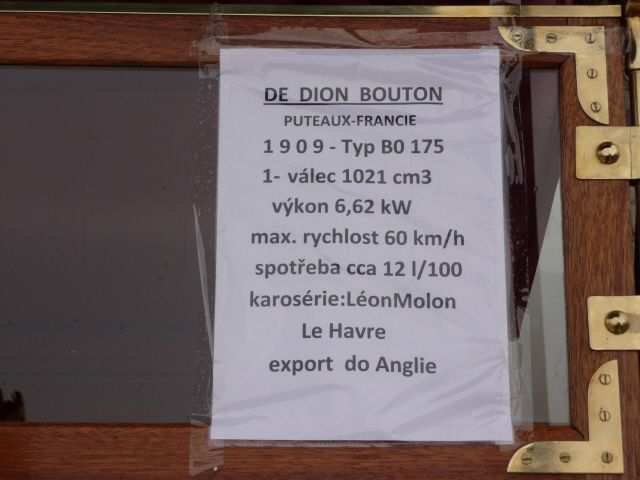 DE DION BOUTON
PUTEAUX-FRANCIE
1 9 0 9 - Typ B0 175
1- válec 1021 cm3
výkon 6,62 kW
max. rychlost 60 km/h
spotřeba cca 12 l/100
karosérie:LéonMolon
Le Havre
export do Anglie